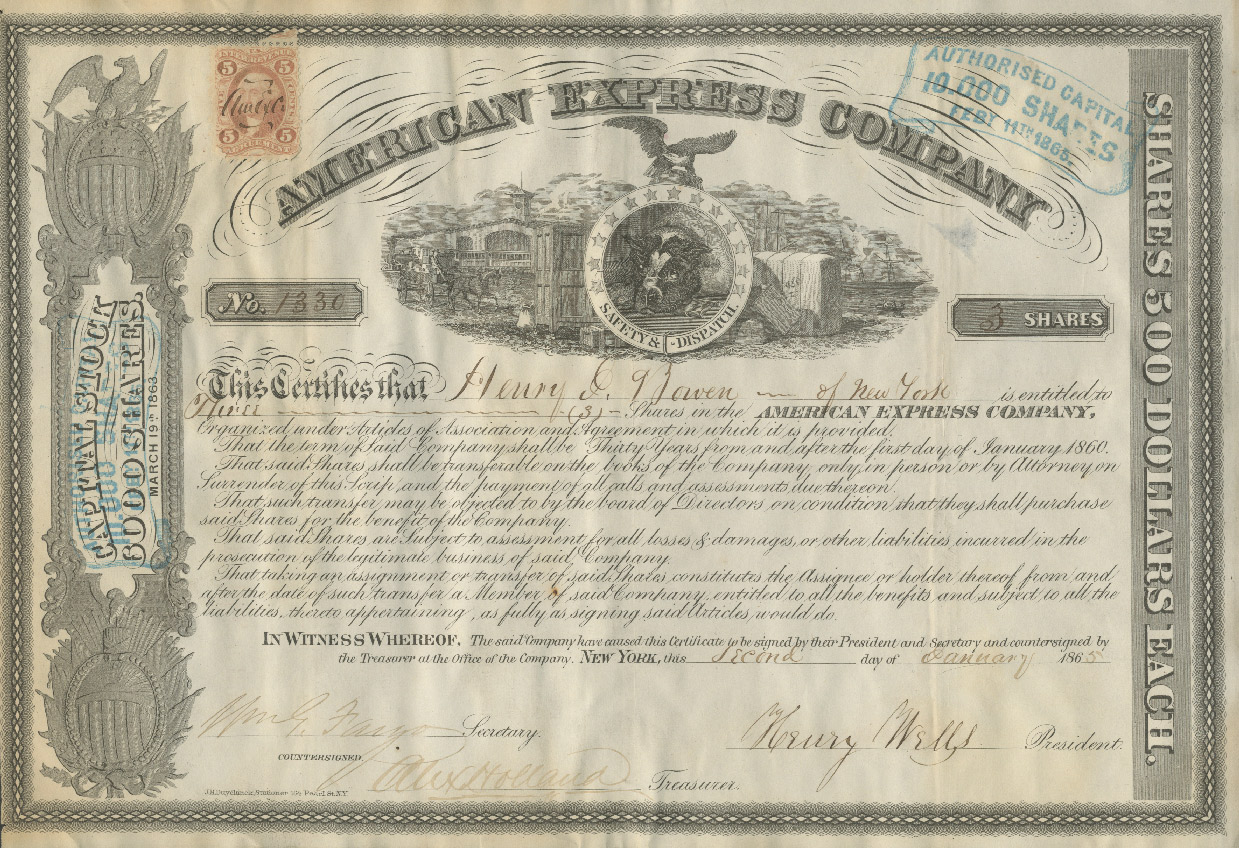 5 5
5 5
AMERICAN EXPRESS COMPANY
AUTHORISED CAPITAL
10.000 SHARES
FEBY 11TH 1865
SAFETY & DISPATCH
No. 1330
3 SHARES
This Certifies that Henry C. Bowen of New York is entitled to
Three (3) Shares in the AMERICAN EXPRESS COMPANY,
Organized under Articles of Association and Agreement in which it is provided.
That the term of Said Company shall be Thirty Years from and after the first day of January 1860.
That said Shares, shall be transferable on the books of the Company only, in person or by Attorney on
Surrender of this Scrip, and the payment of all calls and assessments due thereon.
That such transfer may be objected to by the board of Directors, on condition that they shall purchase
said Shares for the benefit of the Company.
That said Shares are Subject to assessment for all losses & damages, or other liabilities incurred in the
prosecution of the legitimate business of said Company.
That taking an assignment or transfer of said Shares, constitutes the Assignee or holder thereof, from and
after the date of such transfer a Member of said Company, entitled to all the benefits and subject to all the
liabilities, thereto appertaining, as fully as signing said Articles would do.
IN WITNESS WHEREOF, The said Company have caused this Certificate to be signed by their President and Secretary and countersigned by
the Treasurer at the Office of the Company. NEW YORK, this Second day of January 1865
Wm G. Fargo Secretary.
Henry Wells President.
COUNTERSIGNED.
Alex Holland Treasurer.
Stationer Pearl St. N.Y.
CAPITAL STOCK
8000 SHARES
MARCH 19TH 1863.
SHARES 500 DOLLARS EACH.